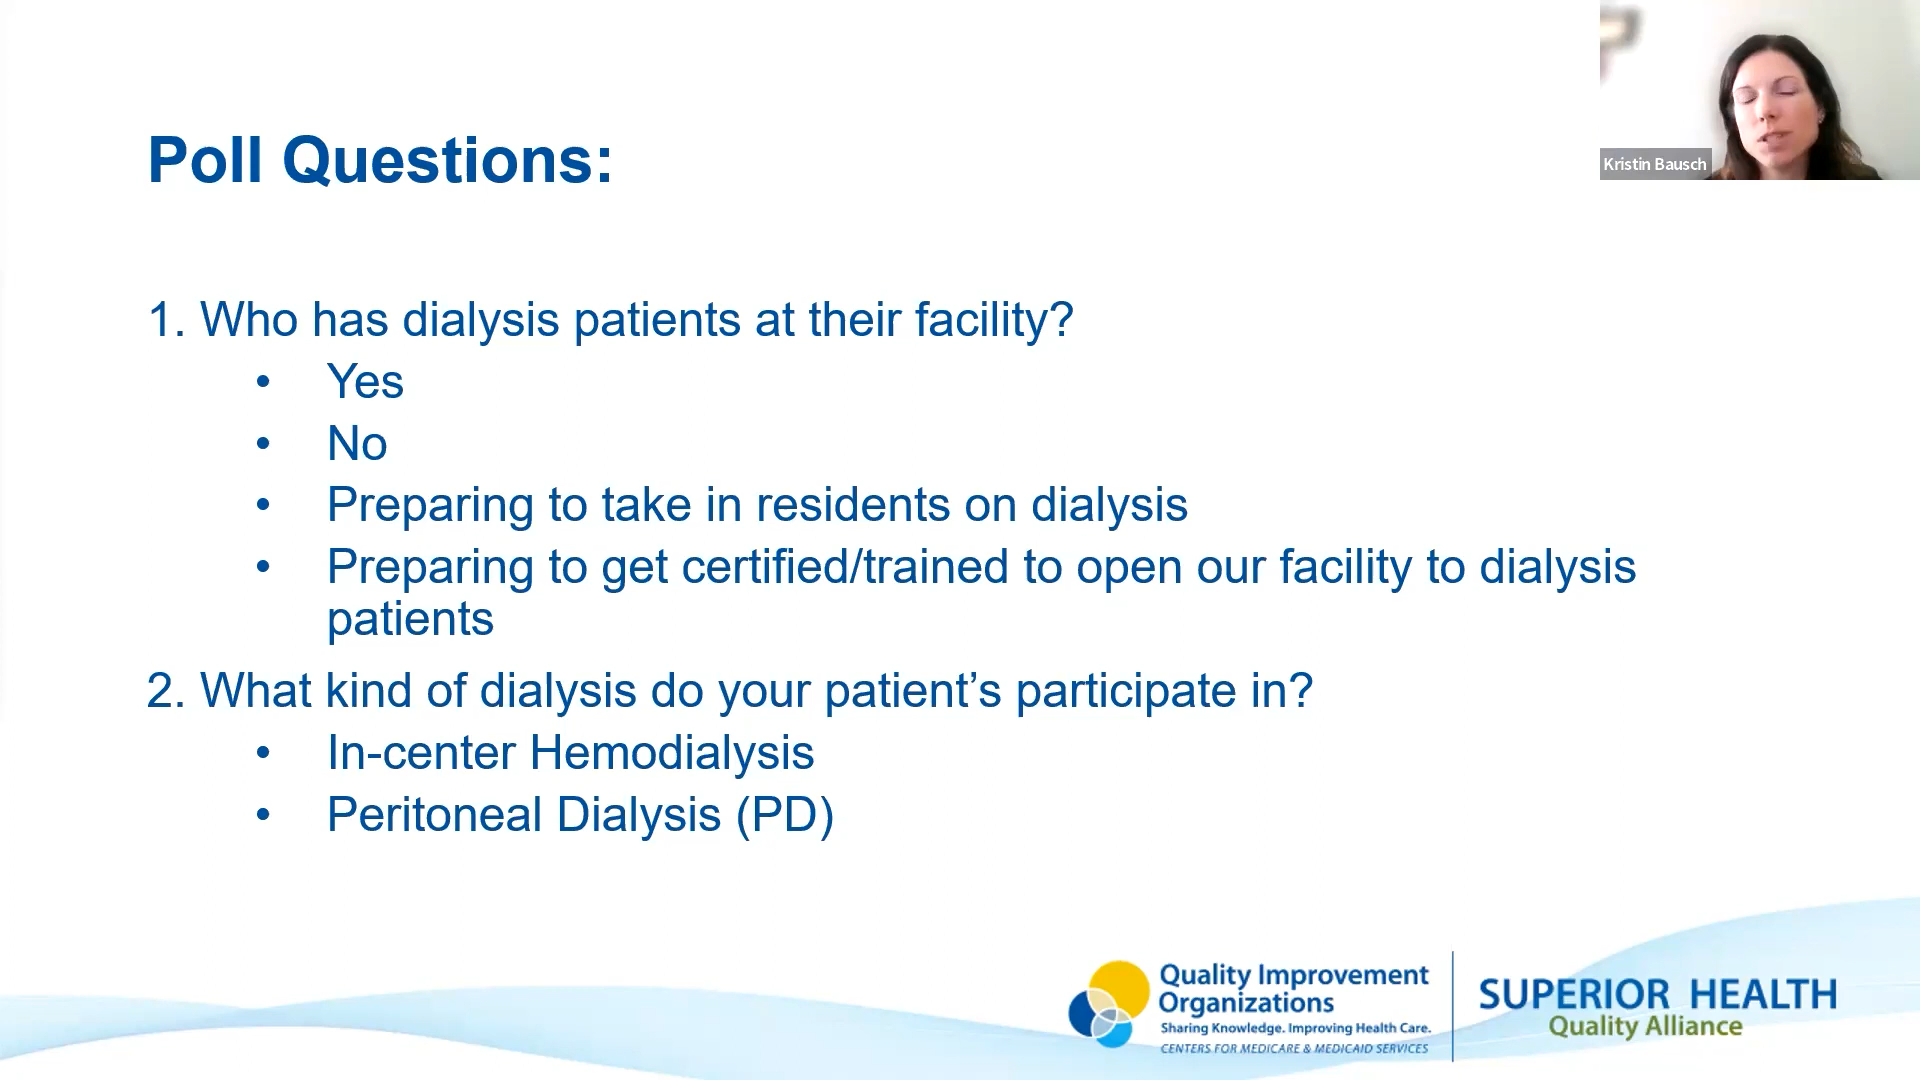 Poll Questions:
Kristin Bausch
1. Who has dialysis patients at their facility?
• Yes
• No
• Preparing to take in residents on dialysis
• Preparing to get certified/trained to open our facility to dialysis
patients
2. What kind of dialysis do your patient’s participate in?
• In-center Hemodialysis
• Peritoneal Dialysis (PD)
Quality Improvement
Organizations
Sharing Knowledge. Improving Health Care.
CENTERS FOR MEDICARE & MEDICAID SERVICES
SUPERIOR HEALTH
Quality Alliance